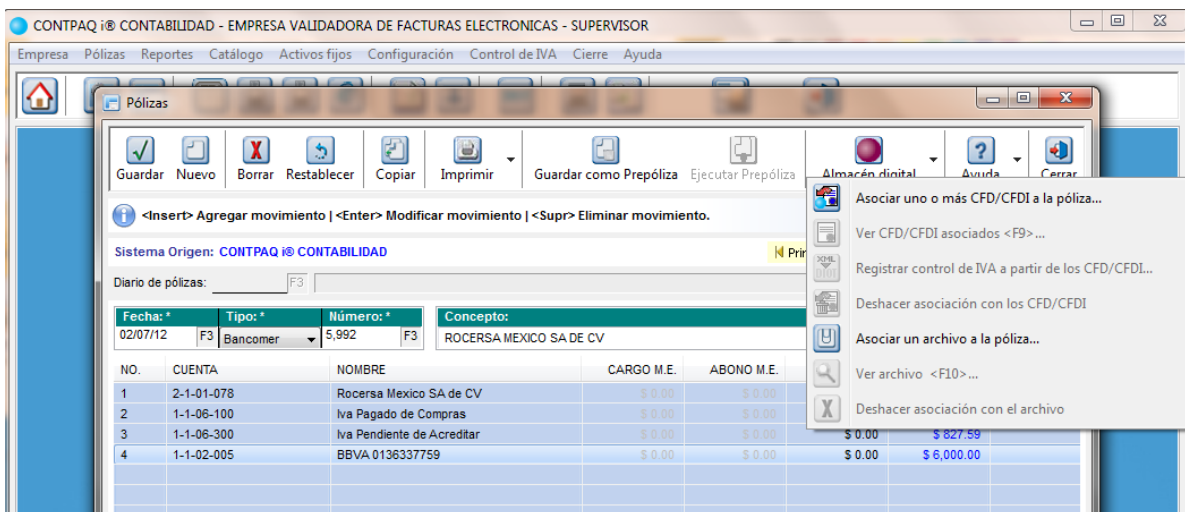 CONTPAQ i® CONTABILIDAD - EMPRESA VALIDADORA DE FACTURAS ELECTRONICAS - SUPERVISOR
Empresa Pólizas Reportes Catálogo Activos fijos Configuración Control de IVA Cierre Ayuda
Pólizas
Guardar Nuevo Borrar Restablecer Copiar Imprimir Guardar como Prepóliza Ejecutar Prepóliza Almacén digital Ayuda Cerrar
<Insert> Agregar movimiento | <Enter> Modificar movimiento | <Supr> Eliminar movimiento.
Sistema Origen: CONTPAQ i® CONTABILIDAD
Diario de pólizas: F3
Fecha: * Tipo: * Número: * Concepto:
02/07/12 F3 Bancomer 5,992 F3 ROCERSA MEXICO SA DE CV
NO. CUENTA NOMBRE CARGO M.E. ABONO M.E.
1 2-1-01-078 Rocersa Mexico SA de CV $ 0.00 $ 0.00
2 1-1-06-100 Iva Pagado de Compras $ 0.00 $ 0.00
3 1-1-06-300 Iva Pendiente de Acreditar $ 0.00 $ 0.00 $ 0.00 $ 827.59
4 1-1-02-005 BBVA 0136337759 $ 0.00 $ 0.00 $ 0.00 $ 6,000.00
Asociar uno o más CFD/CFDI a la póliza...
Ver CFD/CFDI asociados <F9>...
XML Registrar control de IVA a partir de los CFD/CFDI...
Deshacer asociación con los CFD/CFDI
Asociar un archivo a la póliza...
Ver archivo <F10>...
Deshacer asociación con el archivo